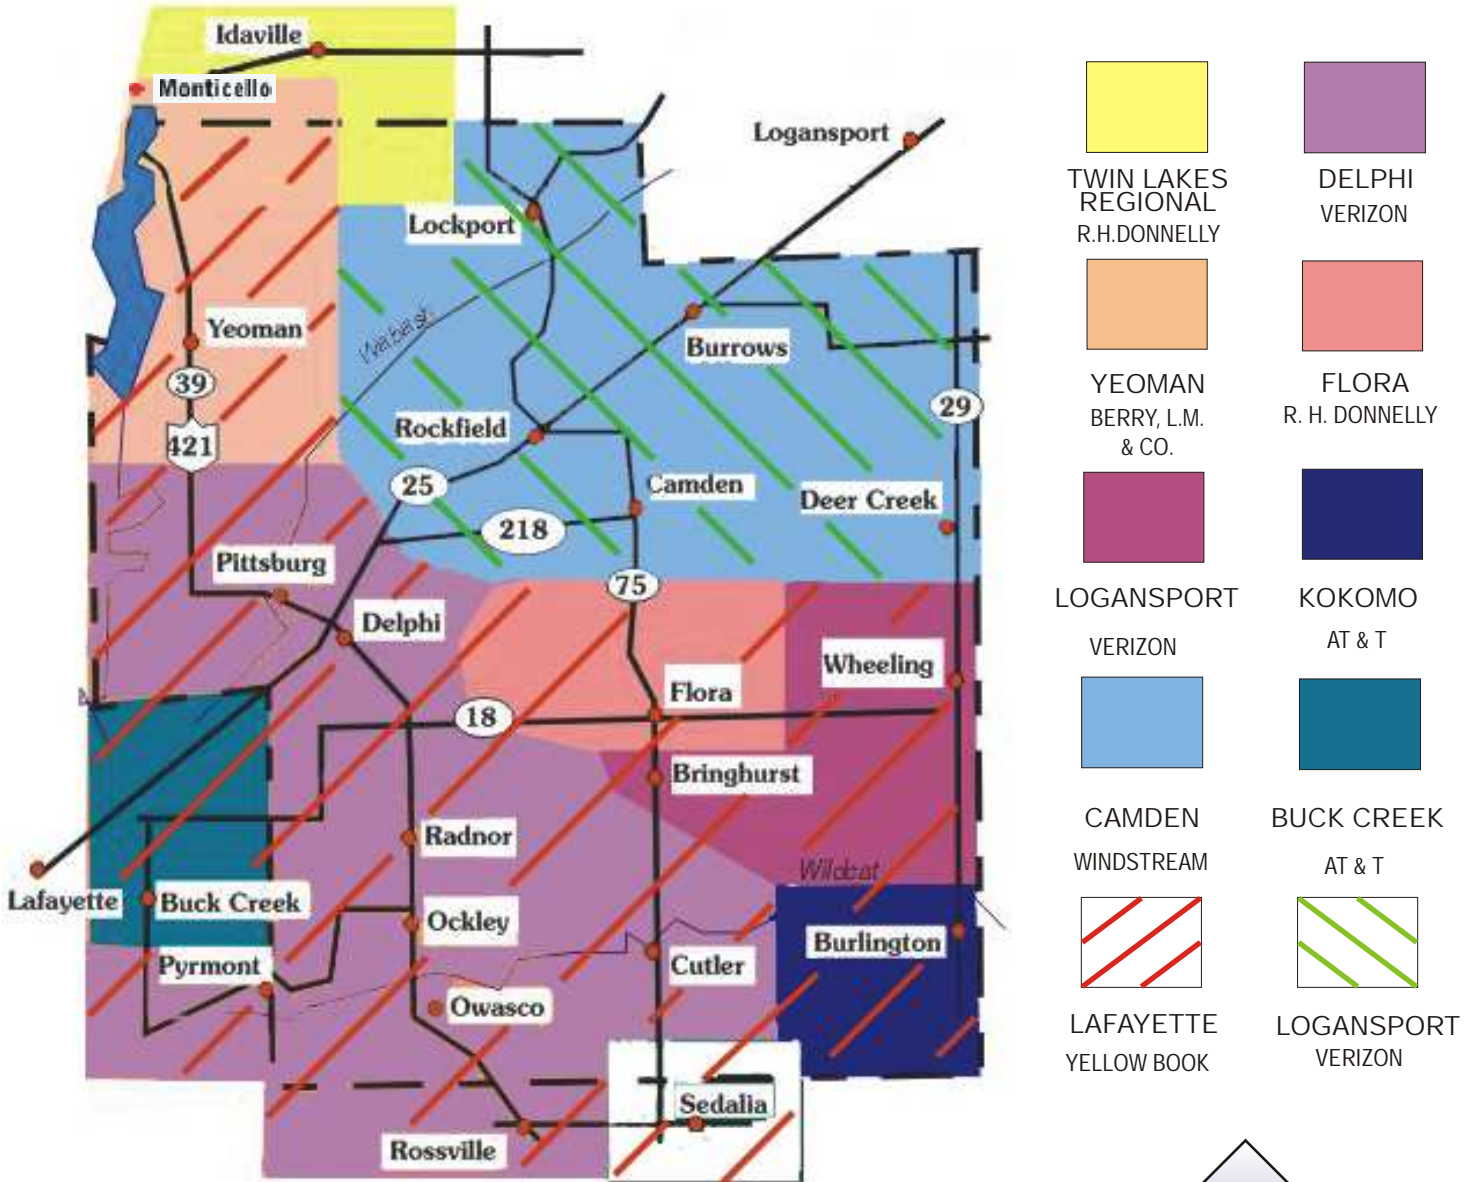 Idaville
Monticello
Logansport
Lockport
Wabash
Yeoman
Burrows
39
29
Rockfield
421
25
Camden
Deer Creek
218
Pittsburg
75
Delphi
Wheeling
Flora
18
Bringhurst
Radnor
Wildcat
Lafayette
Buck Creek
Ockley
Burlington
Pyrmont
Cutler
Owasco
Sedalia
Rossville
TWIN LAKES
REGIONAL
R.H.DONNELLY
DELPHI
VERIZON
YEOMAN
BERRY, L.M.
& CO.
FLORA
R. H. DONNELLY
LOGANSPORT
VERIZON
KOKOMO
AT & T
CAMDEN
WINDSTREAM
BUCK CREEK
AT & T
LAFAYETTE
YELLOW BOOK
LOGANSPORT
VERIZON